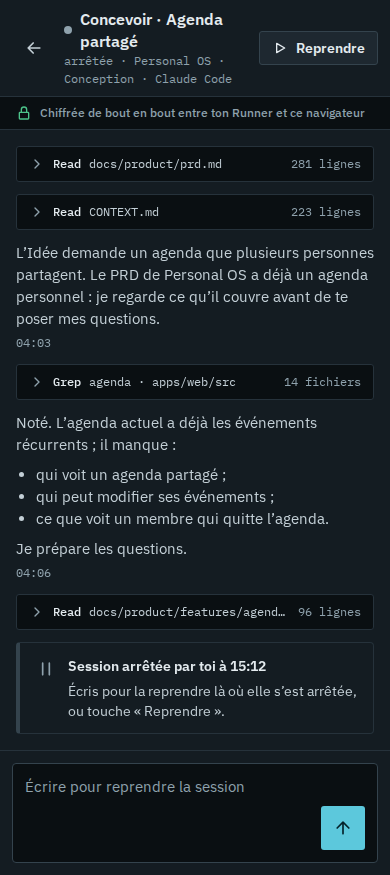 Concevoir · Agenda
partagé
arrêtée · Personal OS ·
Conception · Claude Code
Reprendre
Chiffrée de bout en bout entre ton Runner et ce navigateur
Read docs/product/prd.md 281 lignes
Read CONTEXT.md 223 lignes
L’Idée demande un agenda que plusieurs personnes
partagent. Le PRD de Personal OS a déjà un agenda
personnel : je regarde ce qu’il couvre avant de te
poser mes questions.
04:03
Grep agenda · apps/web/src 14 fichiers
Noté. L’agenda actuel a déjà les événements
récurrents ; il manque :
• qui voit un agenda partagé ;
• qui peut modifier ses événements ;
• ce que voit un membre qui quitte l’agenda.
Je prépare les questions.
04:06
Read docs/product/features/agend… 96 lignes
Session arrêtée par toi à 15:12
Écris pour la reprendre là où elle s’est arrêtée,
ou touche « Reprendre ».
Écrire pour reprendre la session